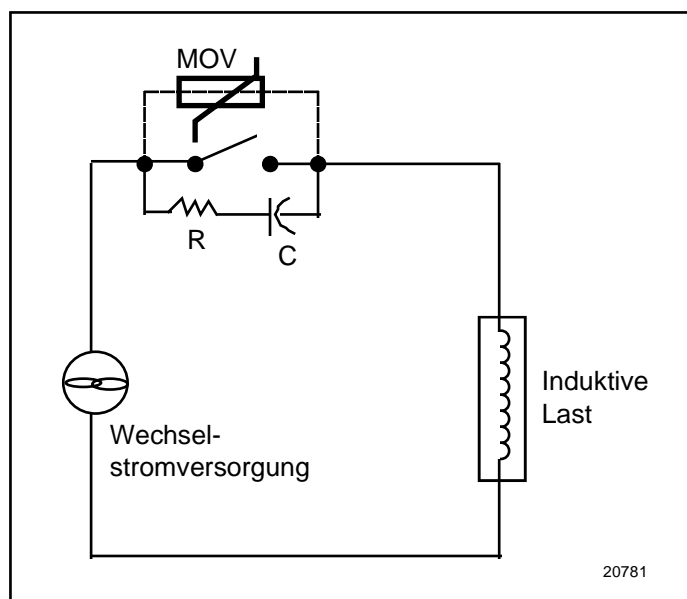 MOV
R
C
Wechsel-
stromversorgung
Induktive
Last
20781